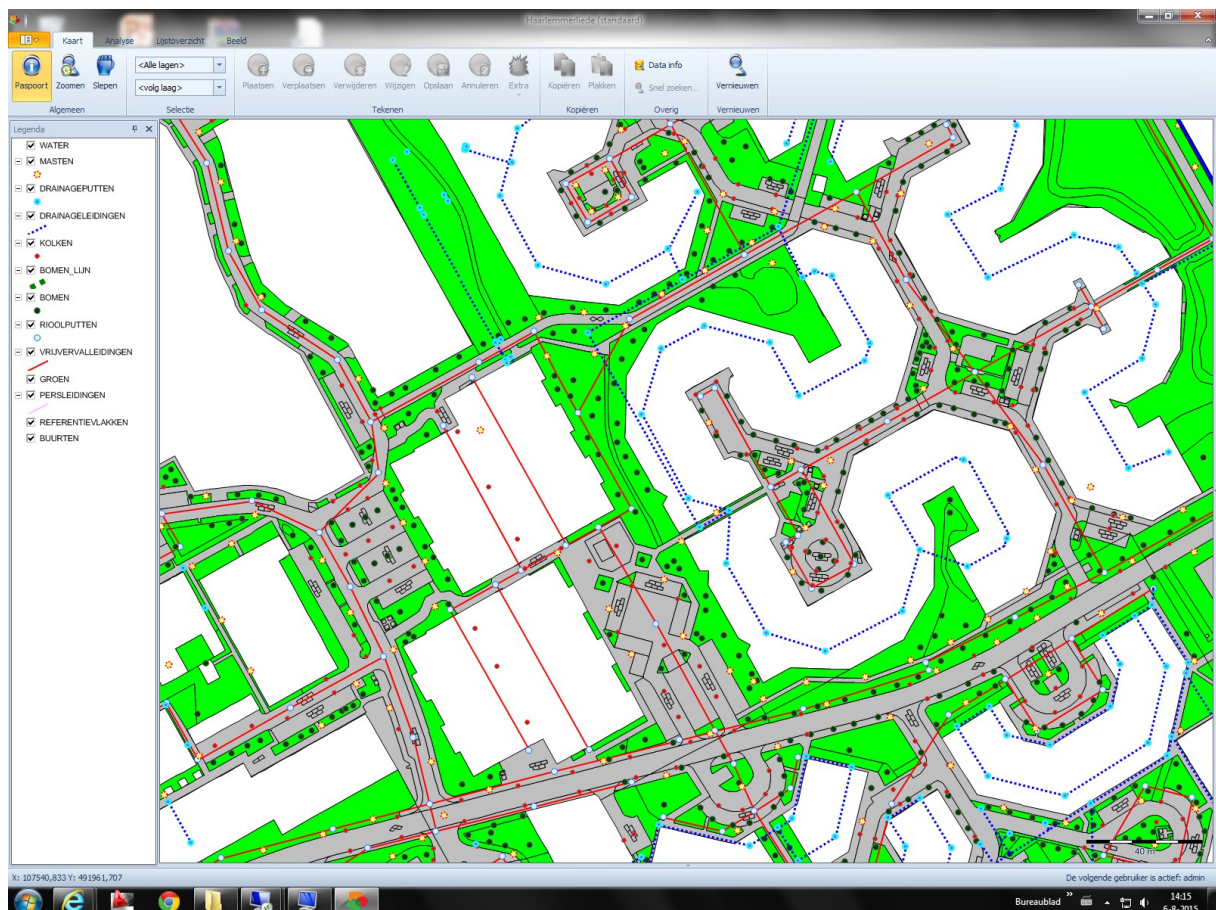 Haarlemmerliede (standaard)
Kaart Analyse Lijstoverzicht Beeld
Paspoort Zoomen Slepen
<Alle lagen>
<volg laag>
Plaatsen Verplaatsen Verwijderen Wijzigen Opslaan Annuleren Extra
Kopiëren Plakken
Data info
Snel zoeken...
Vernieuwen
Algemeen Selectie Tekenen Kopiëren Overig Vernieuwen
Legenda
WATER
MASTEN
DRAINAGEPUTTEN
DRAINAGELEIDINGEN
KOLKEN
BOMEN_LIJN
BOMEN
RIOOLPUTTEN
VRIJVERVALLEIDINGEN
GROEN
PERSLEIDINGEN
REFERENTIEVLAKKEN
BUURTEN
40 m
X: 107540,833 Y: 491961,707
De volgende gebruiker is actief: admin
Bureaublad
14:15
6-8-2015